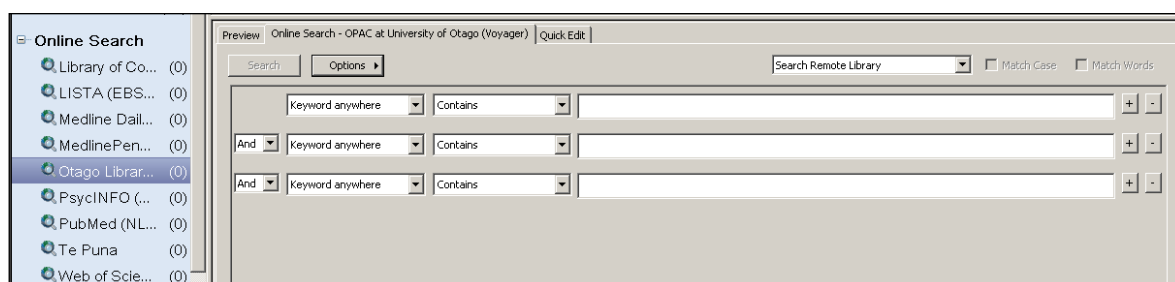 Online Search
Library of Co... (0)
LISTA (EBS... (0)
Medline Dail... (0)
MedlinePen... (0)
Otago Librar... (0)
PsycINFO (... (0)
PubMed (NL... (0)
Te Puna (0)
Web of Scie... (0)
Preview Online Search - OPAC at University of Otago (Voyager) Quick Edit
Search Options Search Remote Library Match Case Match Words
Keyword anywhere Contains + -
And Keyword anywhere Contains + -
And Keyword anywhere Contains + -